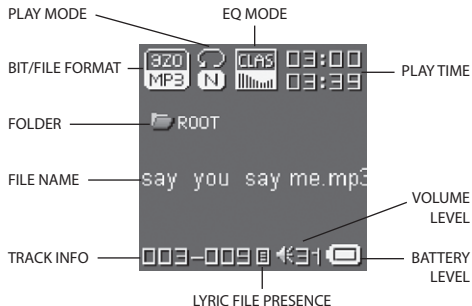 PLAY MODE
EQ MODE
BIT/FILE FORMAT
320
MP3
N
CLAS
03:00
03:39
PLAY TIME
FOLDER
ROOT
FILE NAME
say you say me.mp3
VOLUME
LEVEL
TRACK INFO
003-009
31
BATTERY
LEVEL
LYRIC FILE PRESENCE